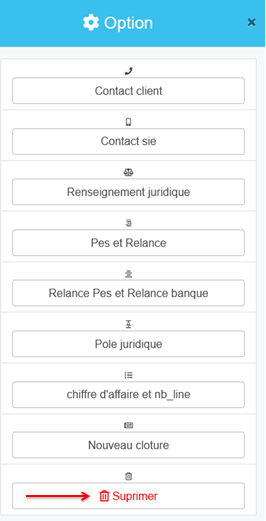 Option
Contact client
Contact sie
Renseignement juridique
Pes et Relance
Relance Pes et Relance banque
Pole juridique
chiffre d'affaire et nb_line
Nouveau cloture
Suprimer